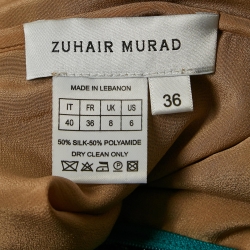 ZUHAIR MURAD
MADE IN LEBANON
IT FR UK US
40 36 8 6
36
50% SILK-50% POLYAMIDE
DRY CLEAN ONLY